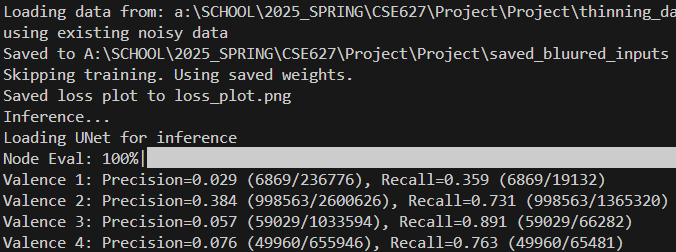 Loading data from: a:\SCHOOL\2025_SPRING\CSE627\Project\Project\thinning_da
using existing noisy data
Saved to A:\SCHOOL\2025_SPRING\CSE627\Project\Project\saved_bluured_inputs
Skipping training. Using saved weights.
Saved loss plot to loss_plot.png
Inference...
Loading UNet for inference
Node Eval: 100%|
Valence 1: Precision=0.029 (6869/236776), Recall=0.359 (6869/19132)
Valence 2: Precision=0.384 (998563/2600626), Recall=0.731 (998563/1365320)
Valence 3: Precision=0.057 (59029/1033594), Recall=0.891 (59029/66282)
Valence 4: Precision=0.076 (49960/655946), Recall=0.763 (49960/65481)